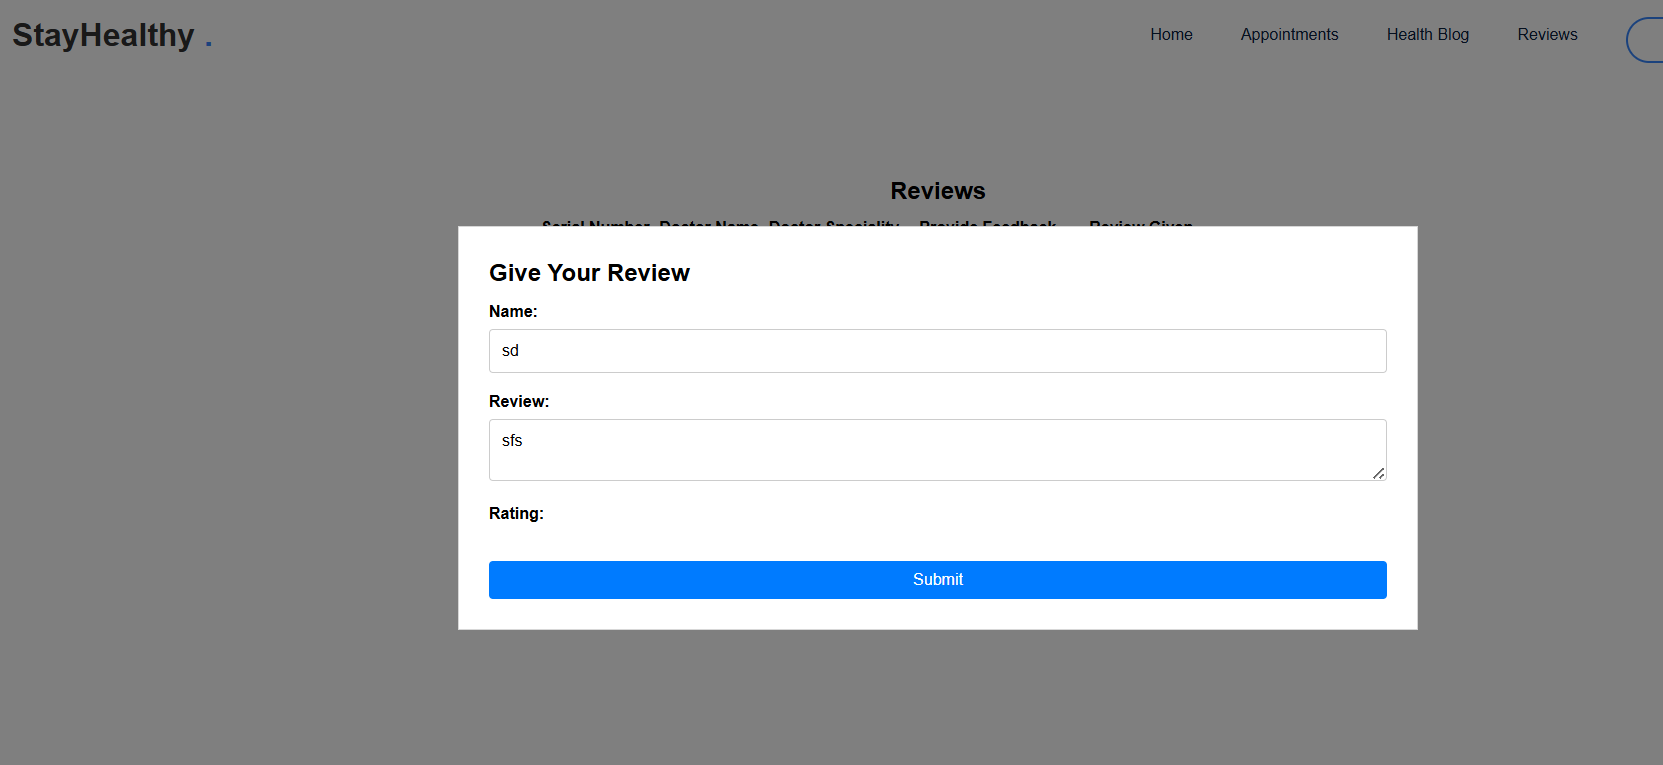 StayHealthy .
Home Appointments Health Blog Reviews
Reviews
Serial Number Doctor Name Doctor Speciality Provide Feedback Review Given
Give Your Review
Name:
sd
Review:
sfs
Rating:
Submit